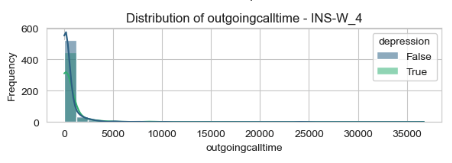 Distribution of outgoingcalltime - INS-W_4
600
400
200
0
Frequency
depression
False
True
0 5000 10000 15000 20000 25000 30000 35000
outgoingcalltime